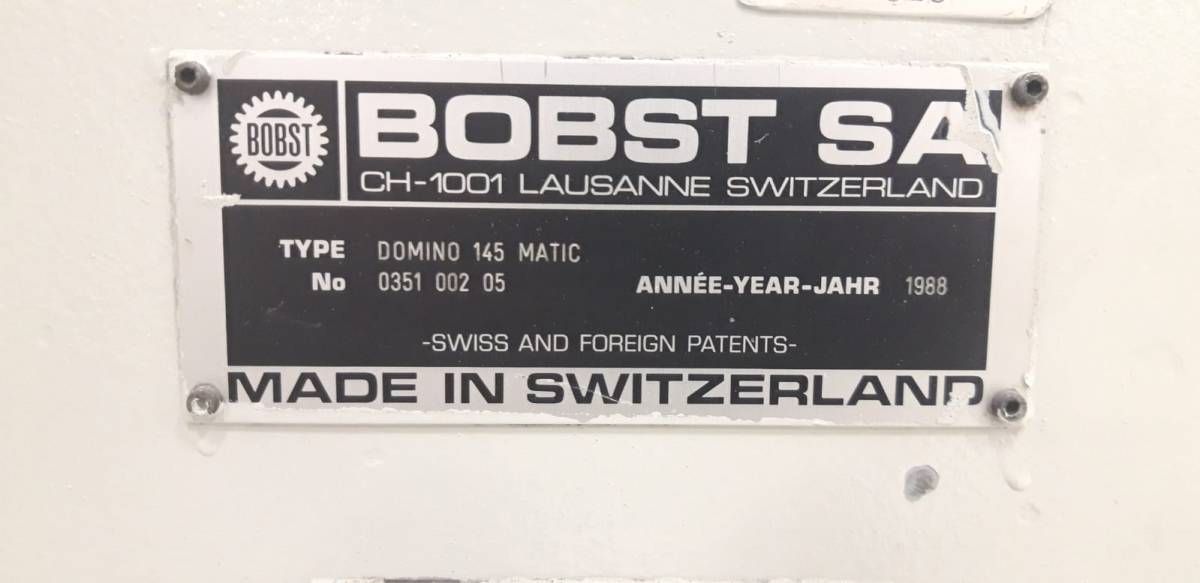 BOBST
BOBST SA
CH-1001 LAUSANNE SWITZERLAND
TYPE DOMINO 145 MATIC
No 0351 002 05 ANNÉE-YEAR-JAHR 1988
-SWISS AND FOREIGN PATENTS-
MADE IN SWITZERLAND